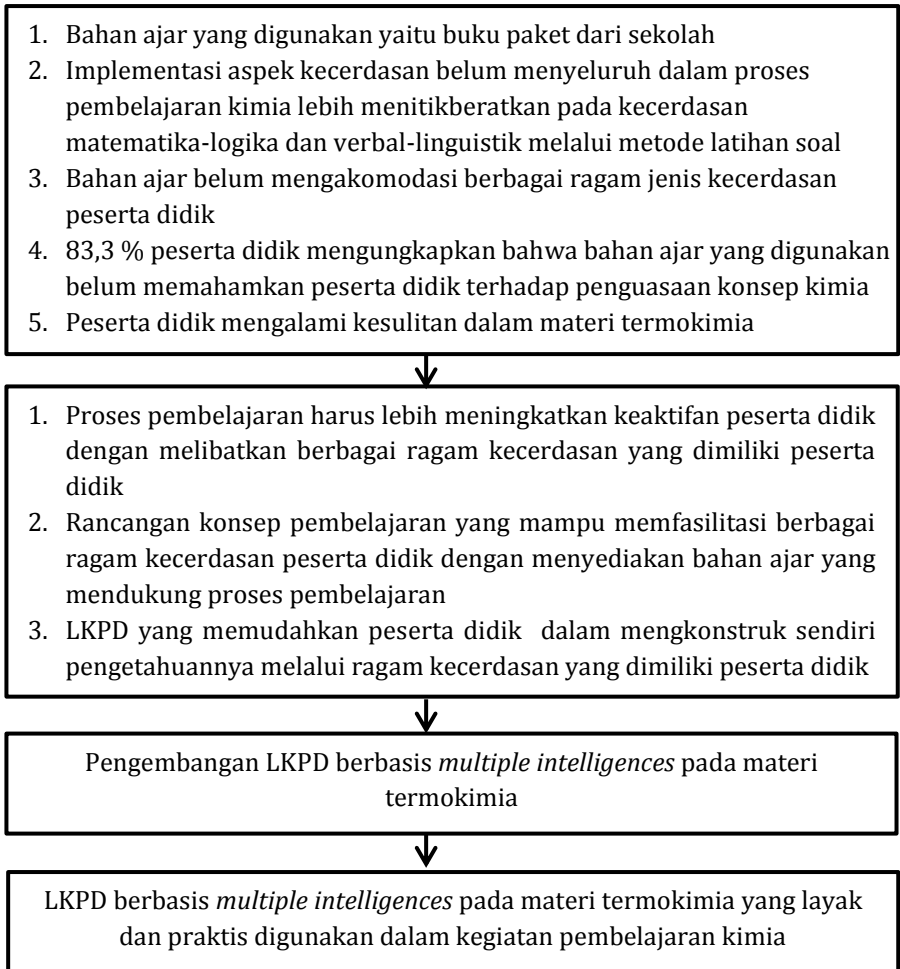 1. Bahan ajar yang digunakan yaitu buku paket dari sekolah
2. Implementasi aspek kecerdasan belum menyeluruh dalam proses
pembelajaran kimia lebih menitikberatkan pada kecerdasan
matematika-logika dan verbal-linguistik melalui metode latihan soal
3. Bahan ajar belum mengakomodasi berbagai ragam jenis kecerdasan
peserta didik
4. 83,3 % peserta didik mengungkapkan bahwa bahan ajar yang digunakan
belum memahamkan peserta didik terhadap penguasaan konsep kimia
5. Peserta didik mengalami kesulitan dalam materi termokimia
1. Proses pembelajaran harus lebih meningkatkan keaktifan peserta didik
dengan melibatkan berbagai ragam kecerdasan yang dimiliki peserta
didik
2. Rancangan konsep pembelajaran yang mampu memfasilitasi berbagai
ragam kecerdasan peserta didik dengan menyediakan bahan ajar yang
mendukung proses pembelajaran
3. LKPD yang memudahkan peserta didik dalam mengkonstruk sendiri
pengetahuannya melalui ragam kecerdasan yang dimiliki peserta didik
Pengembangan LKPD berbasis multiple intelligences pada materi
termokimia
LKPD berbasis multiple intelligences pada materi termokimia yang layak
dan praktis digunakan dalam kegiatan pembelajaran kimia